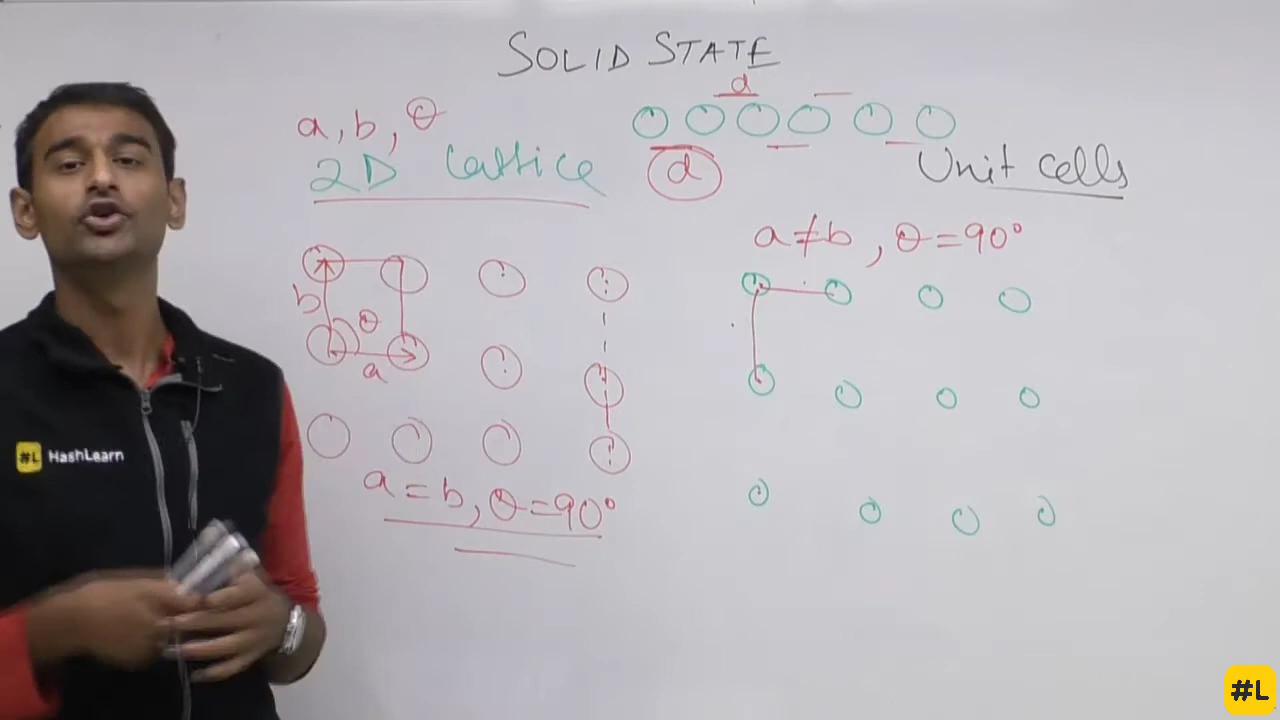 SOLID STATE
a, b, θ
d
2D Lattice
d
Unit cells
a ≠ b , θ = 90°
b
θ
a
a = b, θ = 90°
#L HashLearn
#L